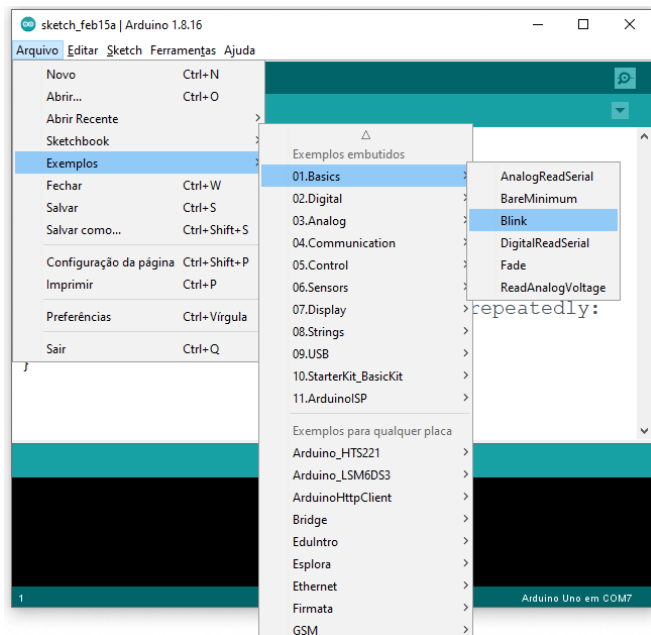 sketch_feb15a | Arduino 1.8.16
Arquivo Editar Sketch Ferramentas Ajuda
Novo Ctrl+N
Abrir... Ctrl+O
Abrir Recente
Sketchbook
Exemplos
Fechar Ctrl+W
Salvar Ctrl+S
Salvar como... Ctrl+Shift+S
Configuração da página Ctrl+Shift+P
Imprimir Ctrl+P
Preferências Ctrl+Vírgula
Sair Ctrl+Q
}
Exemplos embutidos
01.Basics
02.Digital
03.Analog
04.Communication
05.Control
06.Sensors
07.Display
08.Strings
09.USB
10.StarterKit_BasicKit
11.ArduinoISP
Exemplos para qualquer placa
Arduino_HTS221
Arduino_LSM6DS3
ArduinoHttpClient
Bridge
EduIntro
Esplora
Ethernet
Firmata
GSM
AnalogReadSerial
BareMinimum
Blink
DigitalReadSerial
Fade
ReadAnalogVoltage
repeatedly:
1 Arduino Uno em COM7